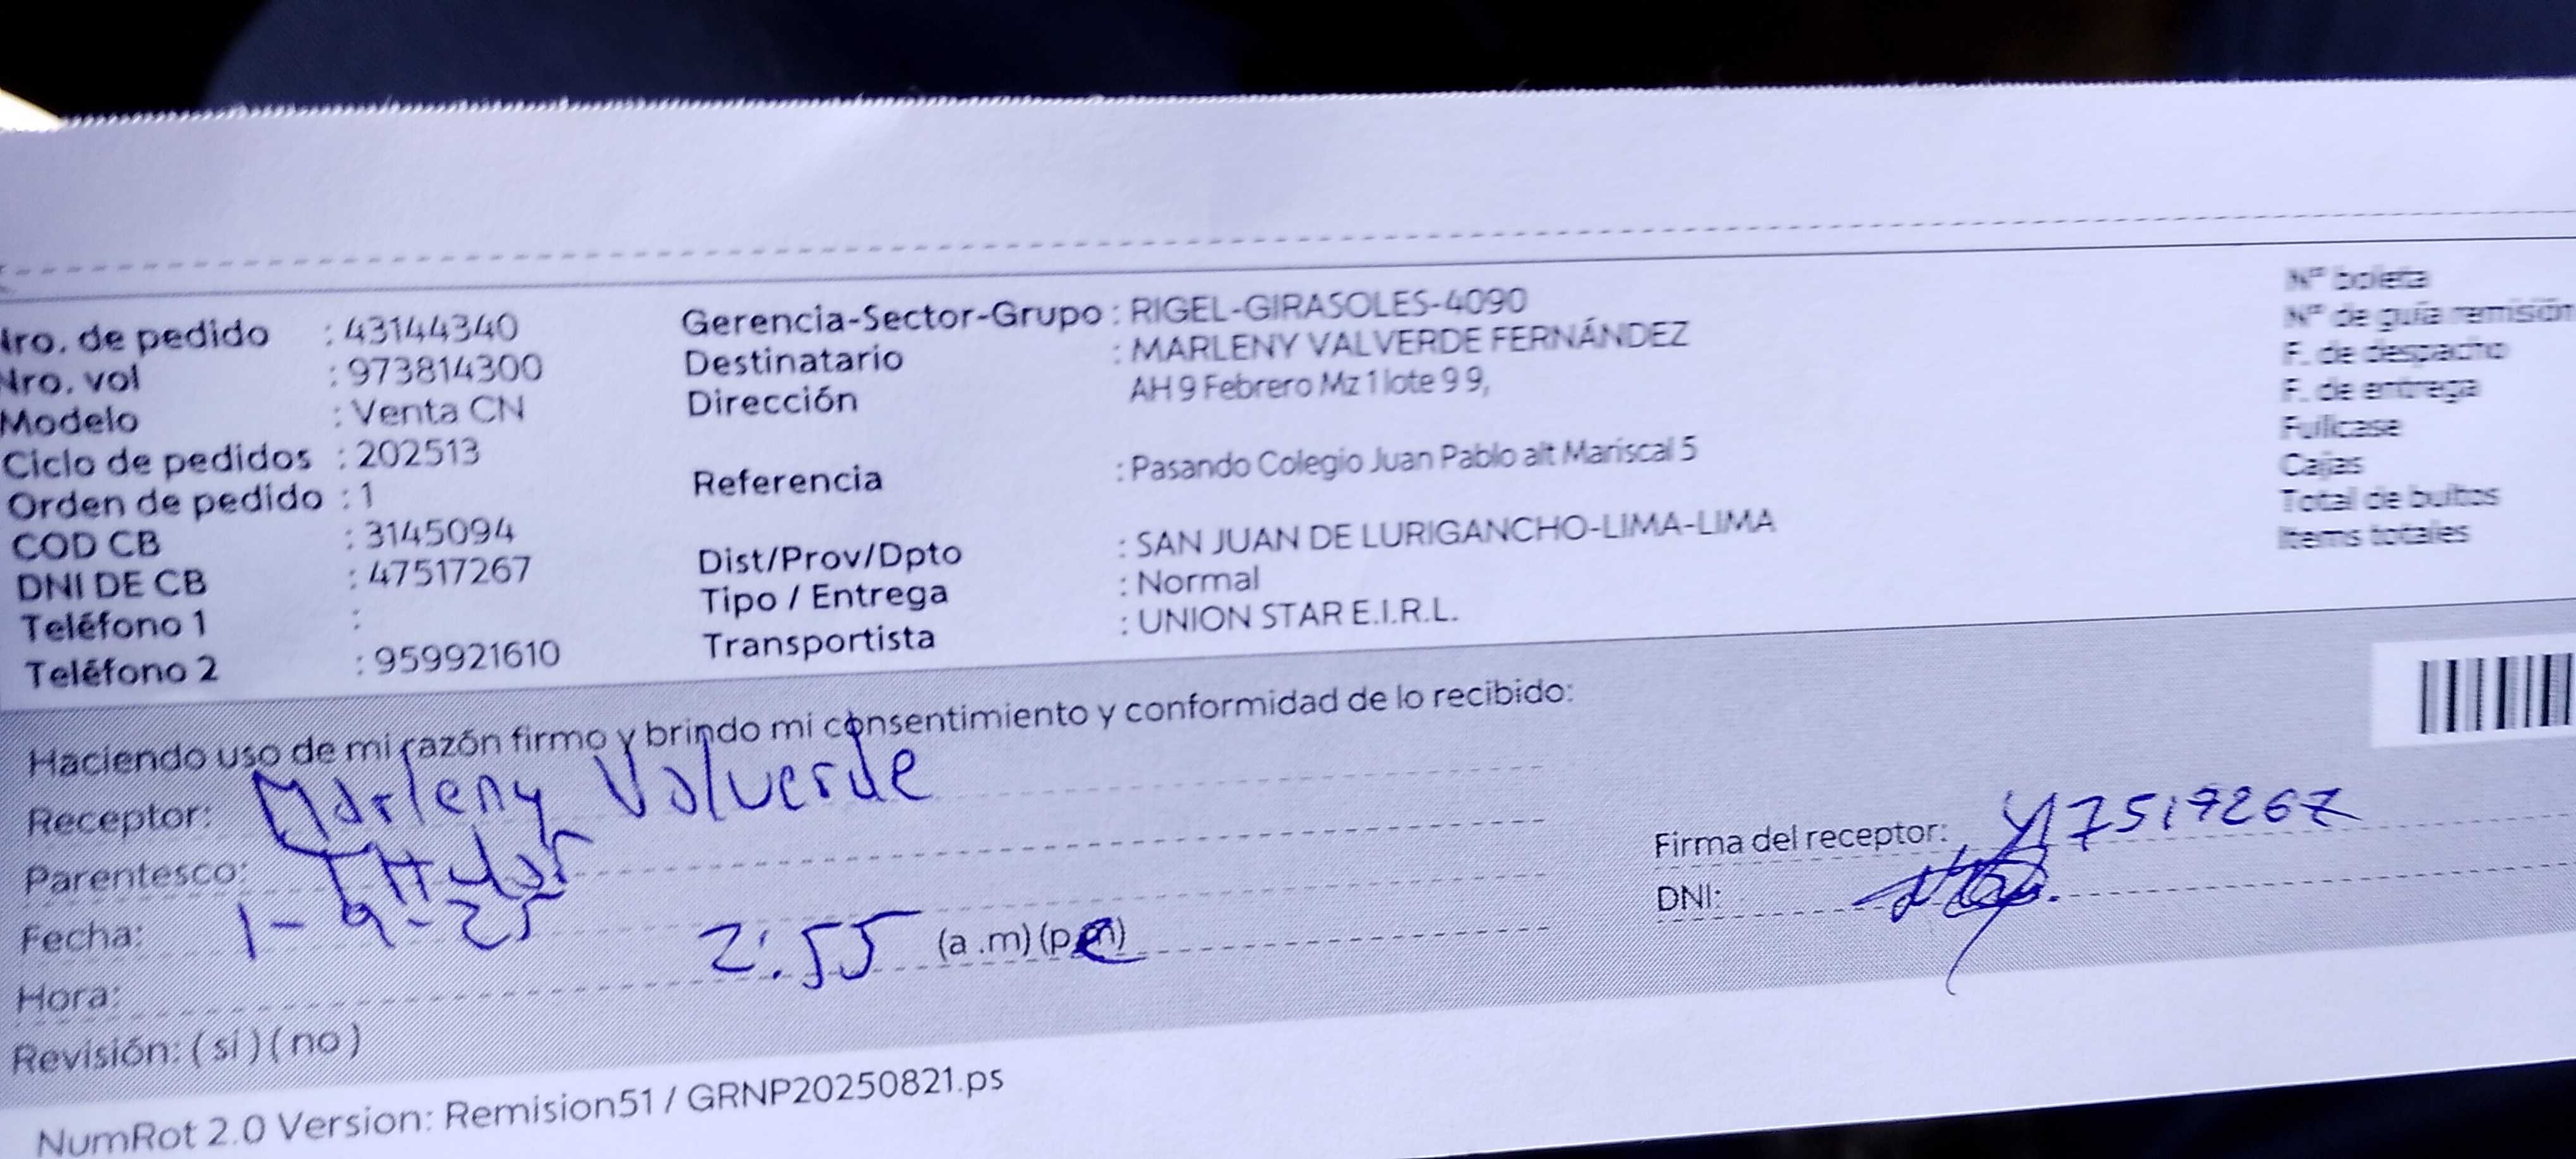 Nro. de pedido : 43144340
Nro. vol : 973814300
Modelo : Venta CN
Ciclo de pedidos : 202513
Orden de pedido : 1
COD CB : 3145094
DNI DE CB : 47517267
Teléfono 1 :
Teléfono 2 : 959921610
Gerencia-Sector-Grupo : RIGEL-GIRASOLES-4090
Destinatario : MARLENY VALVERDE FERNÁNDEZ
Dirección AH 9 Febrero Mz 1 lote 9 9,
Referencia : Pasando Colegio Juan Pablo alt Mariscal 5
Dist/Prov/Dpto : SAN JUAN DE LURIGANCHO-LIMA-LIMA
Tipo / Entrega : Normal
Transportista : UNION STAR E.I.R.L.
N° boleta
N° de guía remisión
F. de despacho
F. de entrega
Fullcase
Cajas
Total de bultos
Items totales
Haciendo uso de mi razón firmo y brindo mi consentimiento y conformidad de lo recibido:
Receptor: Marleny Valverde
Parentesco: Titular
Fecha: 1-9-25
Hora: 2:55 (a .m) (p.m)
Revisión: ( si ) ( no )
Firma del receptor: 47517267
DNI:
NumRot 2.0 Version: Remision51 / GRNP20250821.ps